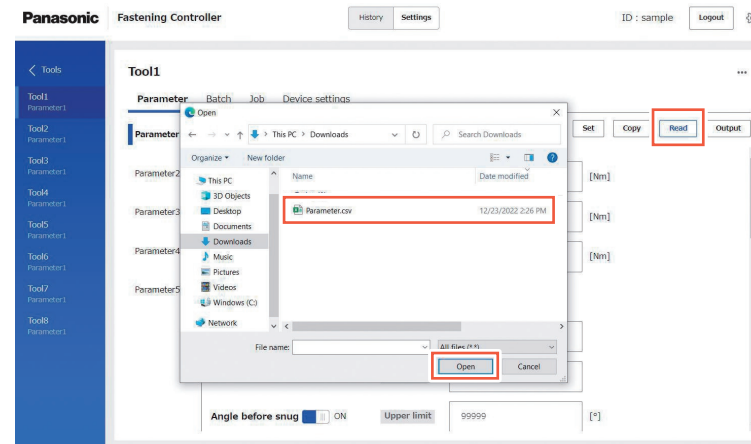 Panasonic Fastening Controller History Settings ID : sample Logout
Tools
Tool1
Parameter1
Tool2
Parameter1
Tool3
Parameter1
Tool4
Parameter1
Tool5
Parameter1
Tool6
Parameter1
Tool7
Parameter1
Tool8
Parameter1
Tool1
Parameter Batch Job Device settings
Parameter Set Copy Read Output
Parameter2 [Nm]
Parameter3 [Nm]
Parameter4 [Nm]
Parameter5
Open
This PC > Downloads Search Downloads
Organize New folder
This PC
3D Objects
Desktop
Documents
Downloads
Music
Pictures
Videos
Windows (C:)
Network
Name Date modified
Parameter.csv 12/23/2022 2:26 PM
File name: All files (*.*)
Open Cancel
Angle before snug ON Upper limit 99999 [°]